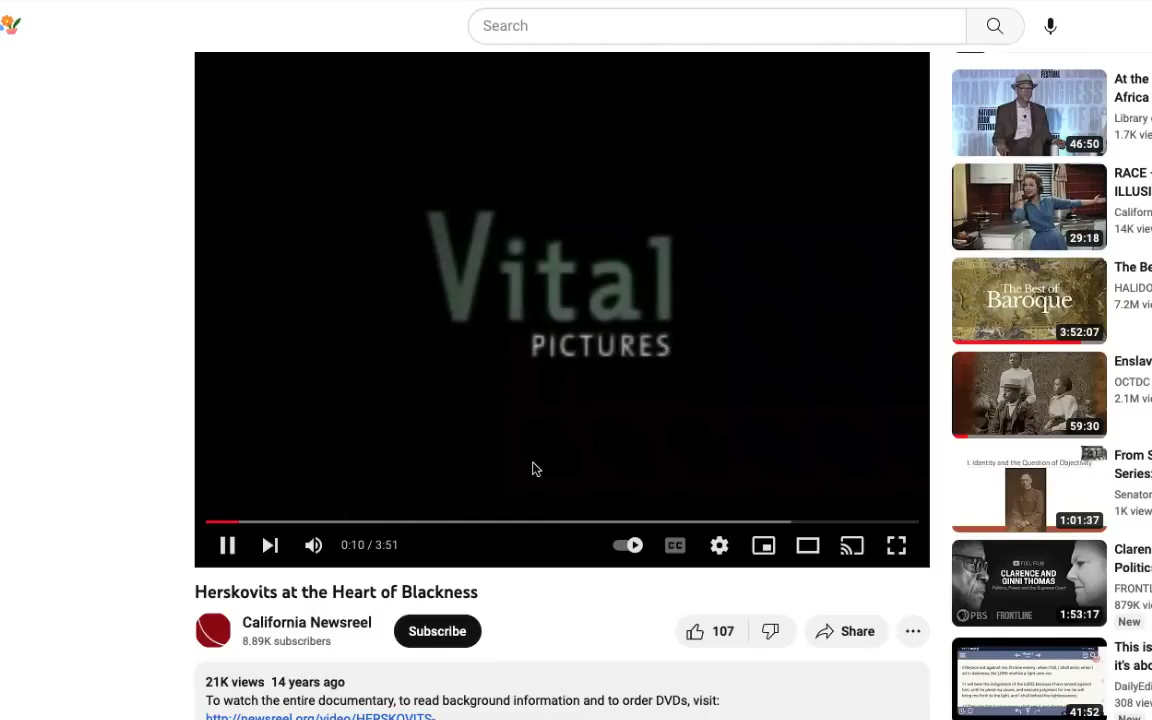 Search
Vital
PICTURES
0:10 / 3:51
CC
Herskovits at the Heart of Blackness
California Newsreel
8.89K subscribers
Subscribe
107
Share
21K views 14 years ago
To watch the entire documentary, to read background information and to order DVDs, visit:
http://newsreel.org/video/HERSKOVITS-
46:50
At the
Africa
Library
1.7K vie
29:18
RACE
ILLUSI
Californ
14K vie
The Best of
Baroque
3:52:07
The Be
HALIDO
7.2M vi
59:30
Enslav
OCTDC
2.1M vie
I. Identity and the Question of Objectivity
1:01:37
From S
Series:
Senator
1K view
FULL FILM
CLARENCE AND
GINNI THOMAS
Politics, Power and the Supreme Court
PBS FRONTLINE
1:53:17
Claren
Politic
FRONTL
879K vi
New
41:52
This is
it's abo
DailyEdi
308 view
New